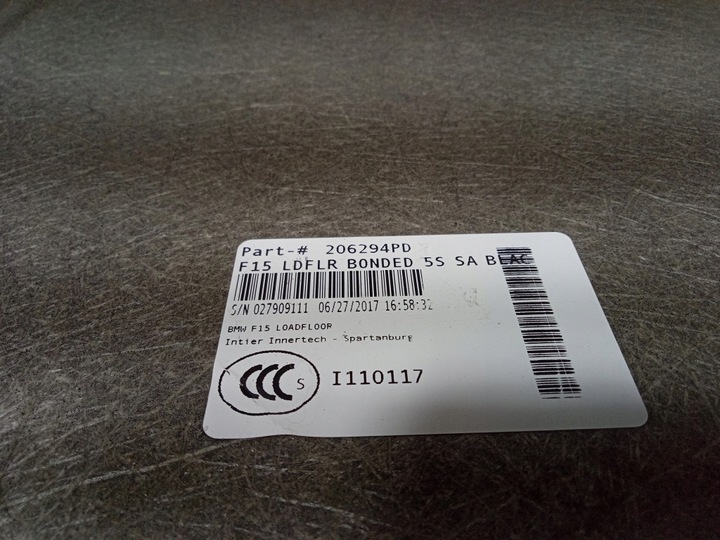 Part-# 206294PD
F15 LDFLR BONDED 5S SA BLAC
S/N 027909111 06/27/2017 16:58:32
BMW F15 LOADFLOOR
Intier Innertech - Spartanburg
CCC S I110117